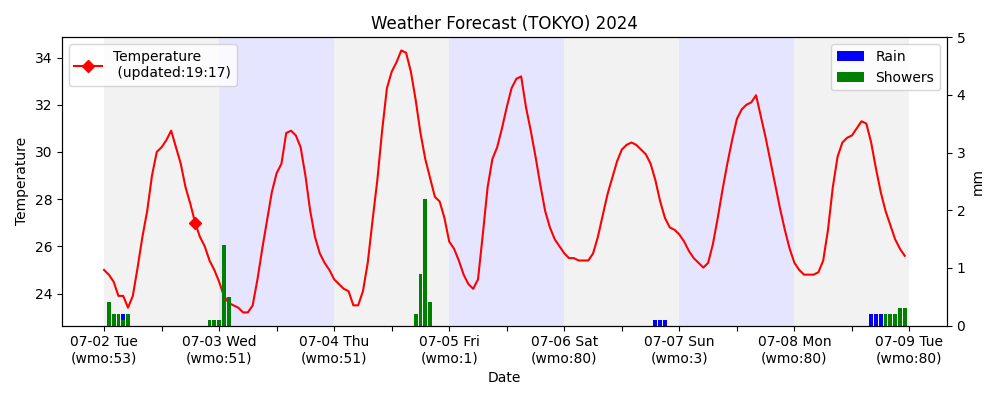 Weather Forecast (TOKYO) 2024
Temperature
(updated:19:17)
Rain
Showers
34
32
30
28
26
24
Temperature
5
4
3
2
1
0
mm
07-02 Tue
(wmo:53)
07-03 Wed
(wmo:51)
07-04 Thu
(wmo:51)
07-05 Fri
(wmo:1)
07-06 Sat
(wmo:80)
07-07 Sun
(wmo:3)
07-08 Mon
(wmo:80)
07-09 Tue
(wmo:80)
Date